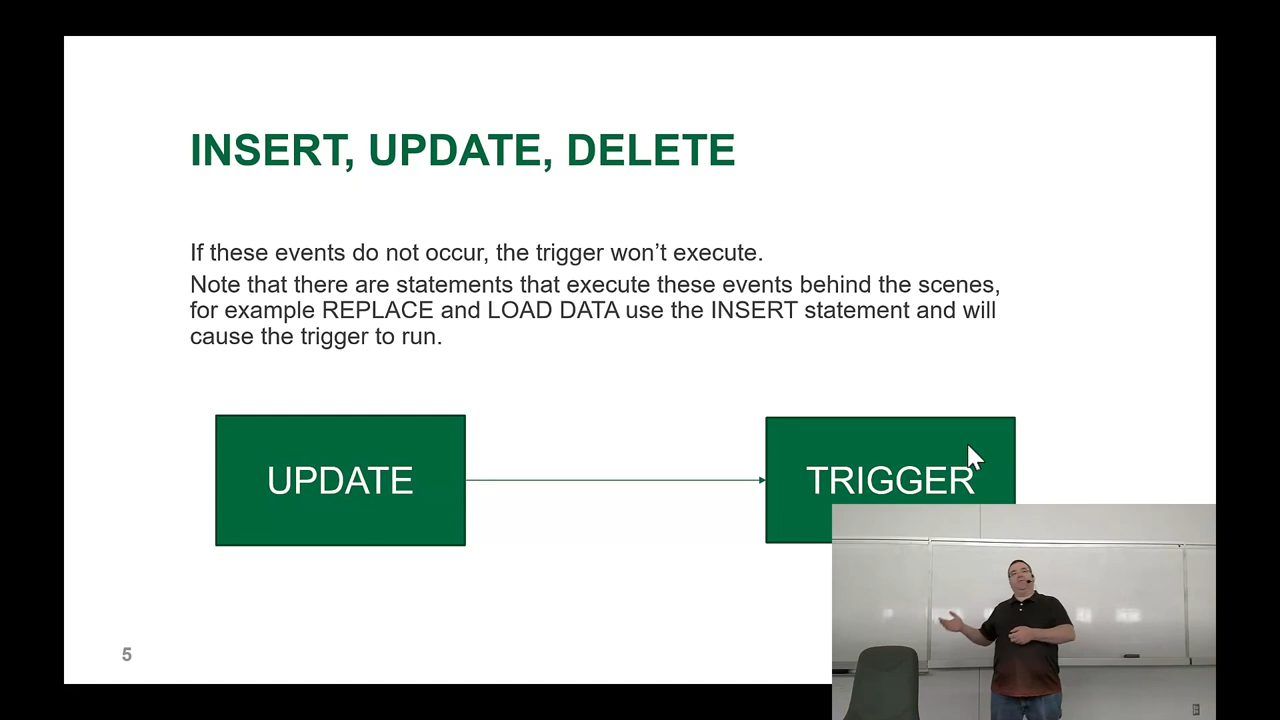 INSERT, UPDATE, DELETE
If these events do not occur, the trigger won’t execute.
Note that there are statements that execute these events behind the scenes,
for example REPLACE and LOAD DATA use the INSERT statement and will
cause the trigger to run.
UPDATE
TRIGGER
5